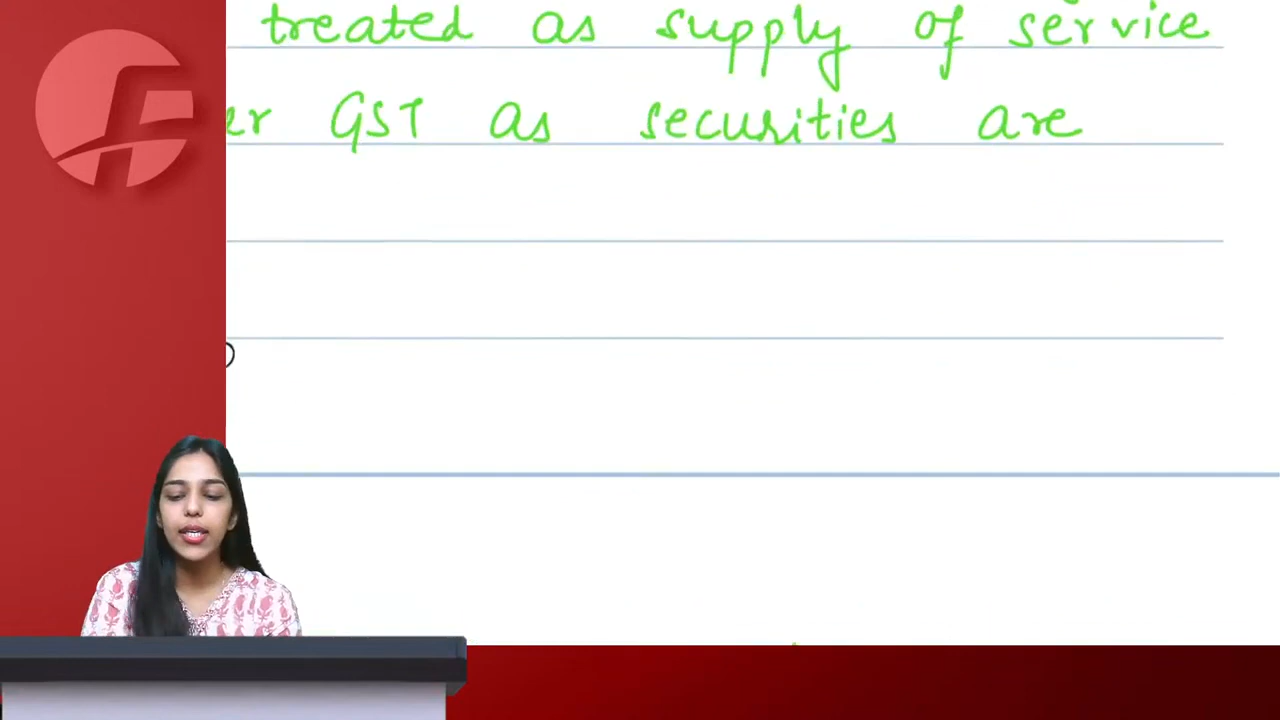 treated as supply of service
er GST as securities are